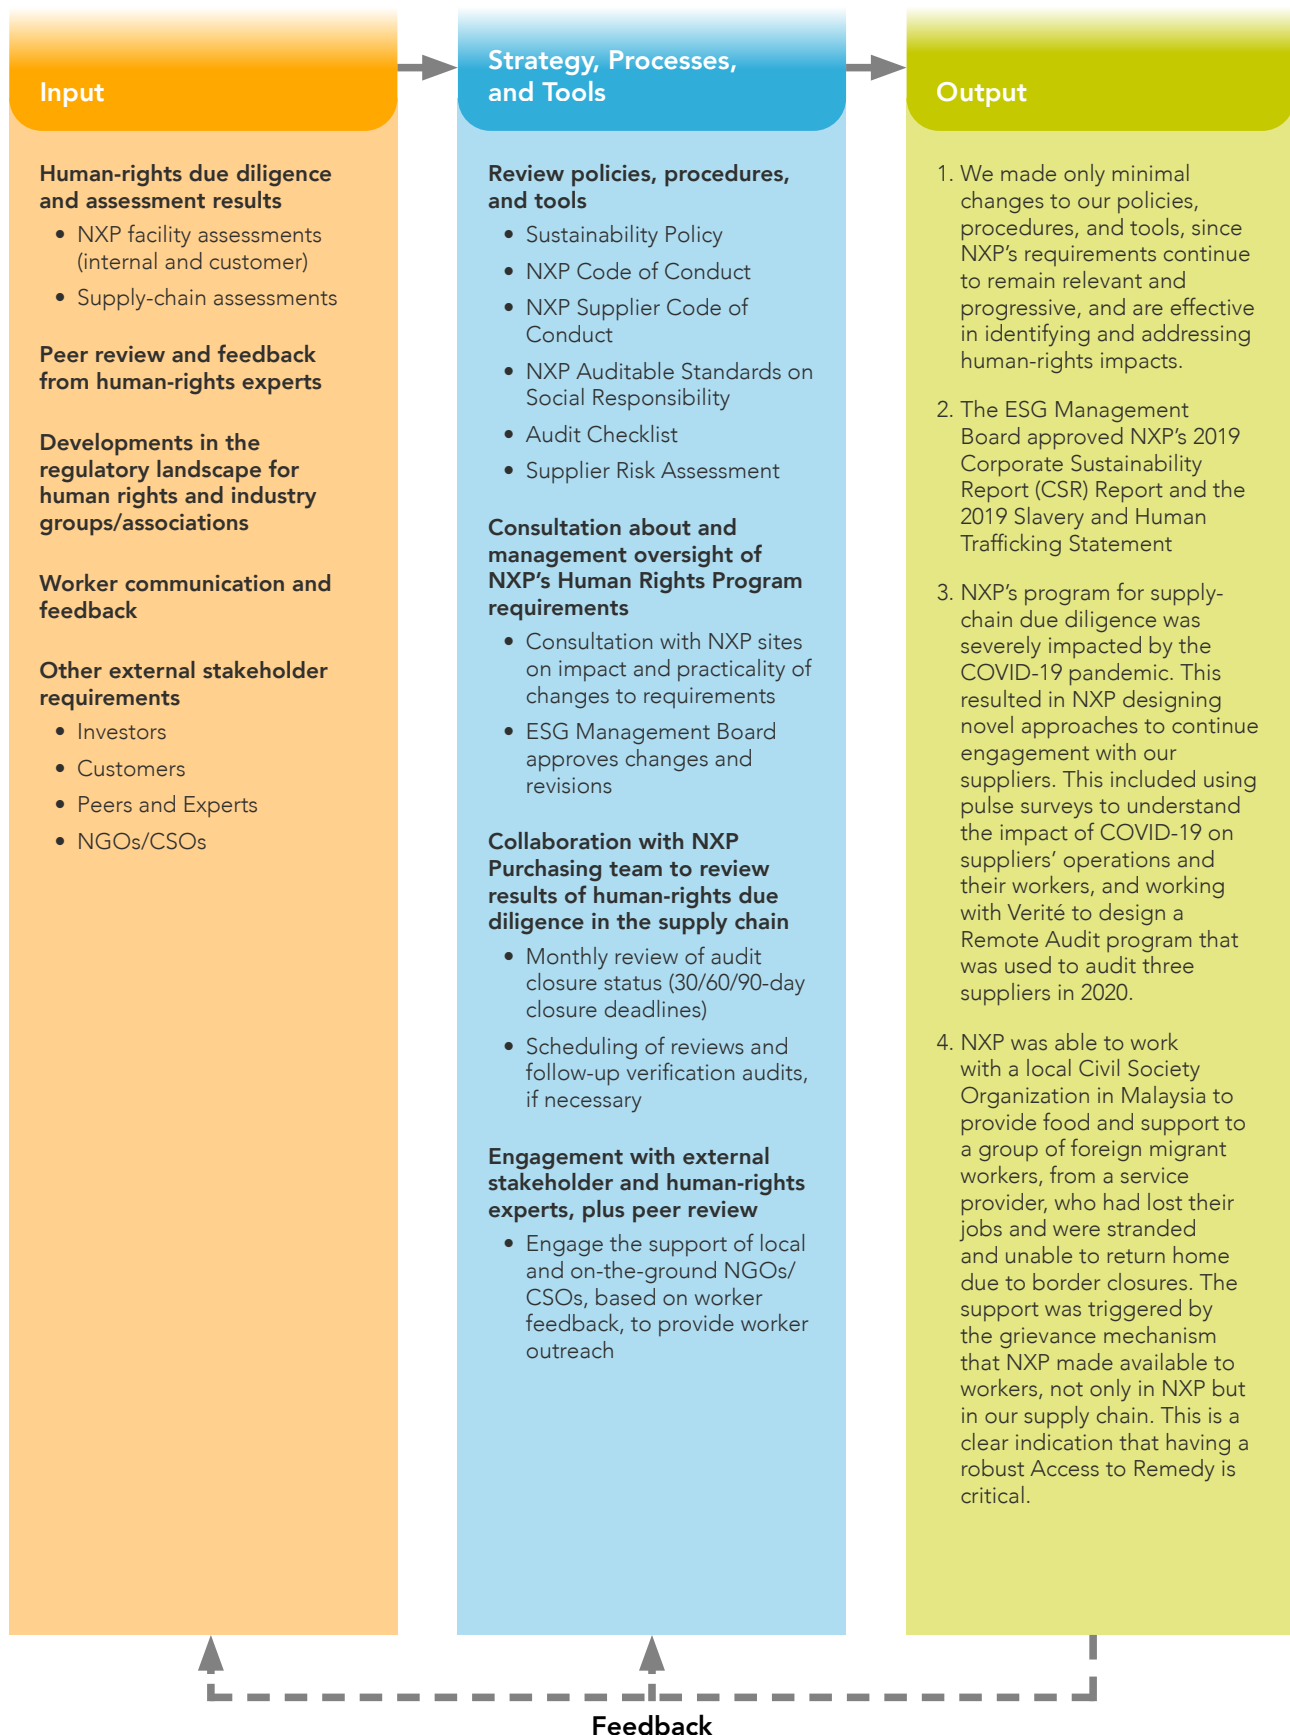 Input
Human-rights due diligence
and assessment results
• NXP facility assessments
(internal and customer)
• Supply-chain assessments
Peer review and feedback
from human-rights experts
Developments in the
regulatory landscape for
human rights and industry
groups/associations
Worker communication and
feedback
Other external stakeholder
requirements
• Investors
• Customers
• Peers and Experts
• NGOs/CSOs
Strategy, Processes,
and Tools
Review policies, procedures,
and tools
• Sustainability Policy
• NXP Code of Conduct
• NXP Supplier Code of
Conduct
• NXP Auditable Standards on
Social Responsibility
• Audit Checklist
• Supplier Risk Assessment
Consultation about and
management oversight of
NXP’s Human Rights Program
requirements
• Consultation with NXP sites
on impact and practicality of
changes to requirements
• ESG Management Board
approves changes and
revisions
Collaboration with NXP
Purchasing team to review
results of human-rights due
diligence in the supply chain
• Monthly review of audit
closure status (30/60/90-day
closure deadlines)
• Scheduling of reviews and
follow-up verification audits,
if necessary
Engagement with external
stakeholder and human-rights
experts, plus peer review
• Engage the support of local
and on-the-ground NGOs/
CSOs, based on worker
feedback, to provide worker
outreach
Output
1. We made only minimal
changes to our policies,
procedures, and tools, since
NXP’s requirements continue
to remain relevant and
progressive, and are effective
in identifying and addressing
human-rights impacts.
2. The ESG Management
Board approved NXP’s 2019
Corporate Sustainability
Report (CSR) Report and the
2019 Slavery and Human
Trafficking Statement
3. NXP’s program for supply-
chain due diligence was
severely impacted by the
COVID-19 pandemic. This
resulted in NXP designing
novel approaches to continue
engagement with our
suppliers. This included using
pulse surveys to understand
the impact of COVID-19 on
suppliers’ operations and
their workers, and working
with Verité to design a
Remote Audit program that
was used to audit three
suppliers in 2020.
4. NXP was able to work
with a local Civil Society
Organization in Malaysia to
provide food and support to
a group of foreign migrant
workers, from a service
provider, who had lost their
jobs and were stranded
and unable to return home
due to border closures. The
support was triggered by
the grievance mechanism
that NXP made available to
workers, not only in NXP but
in our supply chain. This is a
clear indication that having a
robust Access to Remedy is
critical.
Feedback